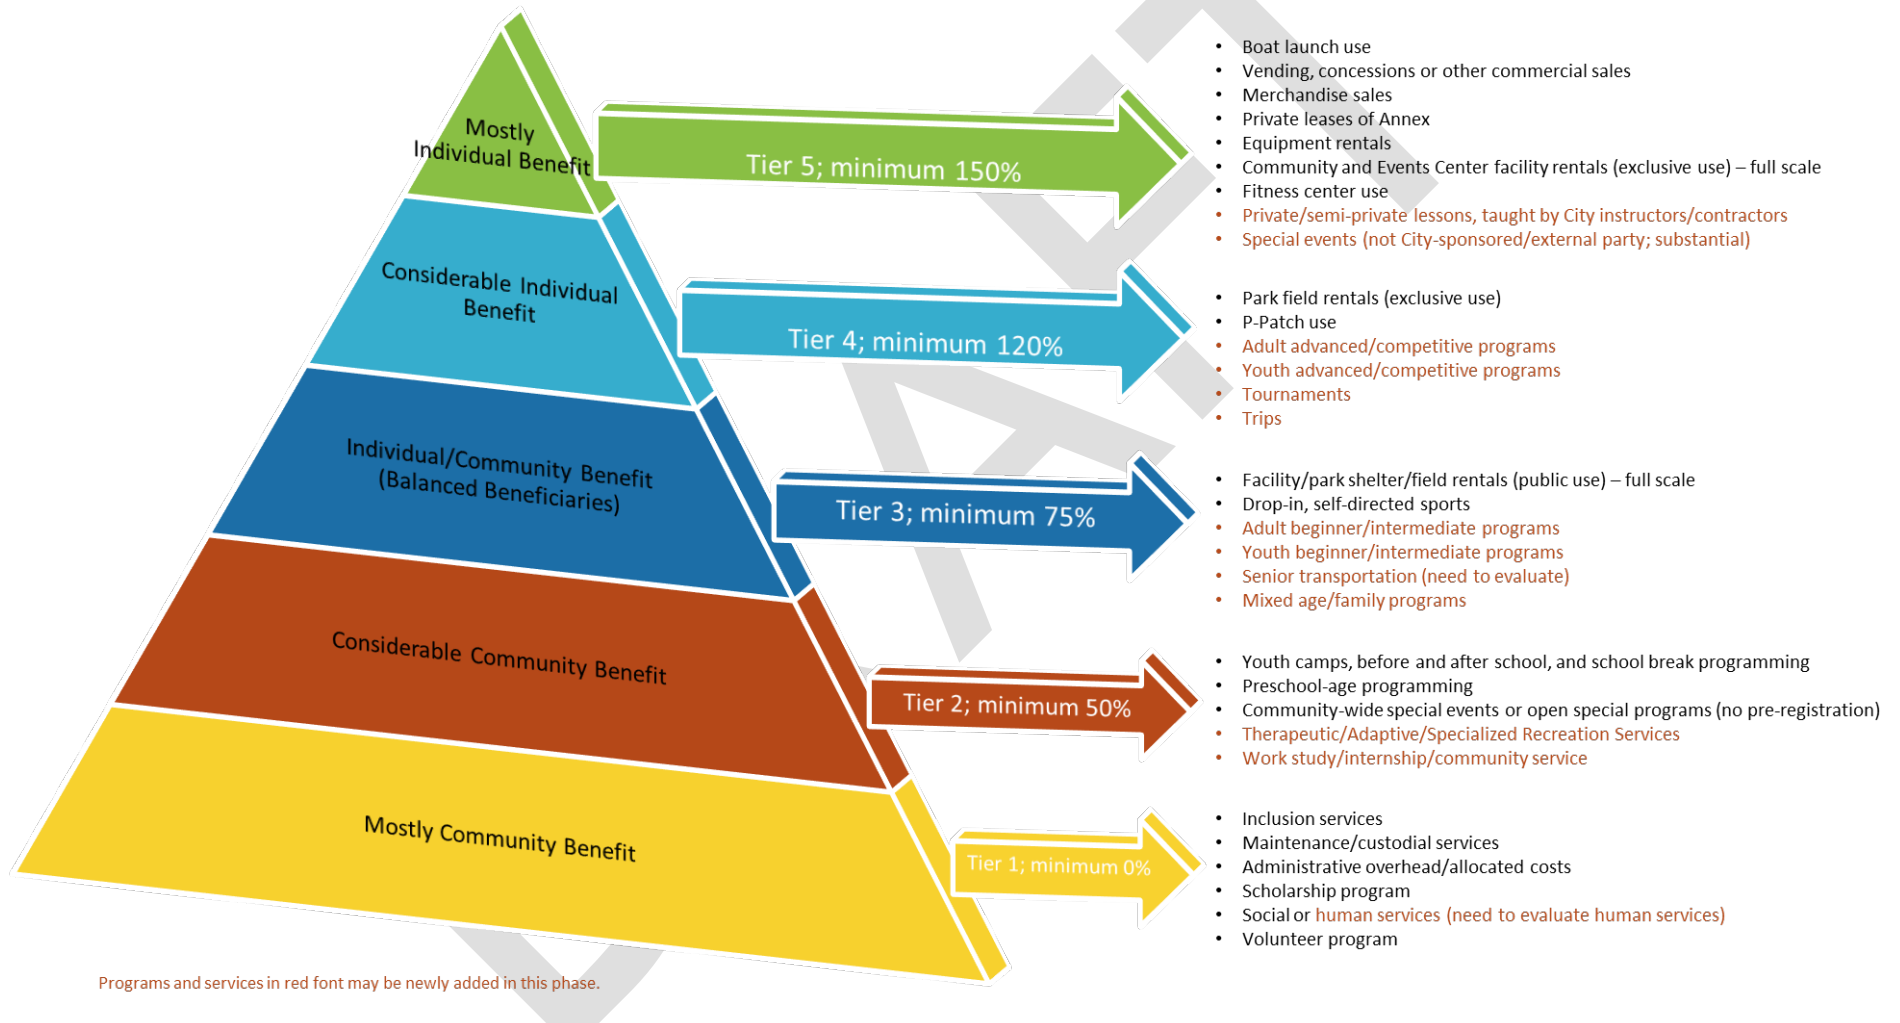 Mostly
Individual Benefit
Tier 5; minimum 150%
• Boat launch use
• Vending, concessions or other commercial sales
• Merchandise sales
• Private leases of Annex
• Equipment rentals
• Community and Events Center facility rentals (exclusive use) – full scale
• Fitness center use
• Private/semi-private lessons, taught by City instructors/contractors
• Special events (not City-sponsored/external party; substantial)
Considerable Individual
Benefit
Tier 4; minimum 120%
• Park field rentals (exclusive use)
• P-Patch use
• Adult advanced/competitive programs
• Youth advanced/competitive programs
• Tournaments
• Trips
Individual/Community Benefit
(Balanced Beneficiaries)
Tier 3; minimum 75%
• Facility/park shelter/field rentals (public use) – full scale
• Drop-in, self-directed sports
• Adult beginner/intermediate programs
• Youth beginner/intermediate programs
• Senior transportation (need to evaluate)
• Mixed age/family programs
Considerable Community Benefit
Tier 2; minimum 50%
• Youth camps, before and after school, and school break programming
• Preschool-age programming
• Community-wide special events or open special programs (no pre-registration)
• Therapeutic/Adaptive/Specialized Recreation Services
• Work study/internship/community service
Mostly Community Benefit
Tier 1; minimum 0%
• Inclusion services
• Maintenance/custodial services
• Administrative overhead/allocated costs
• Scholarship program
• Social or human services (need to evaluate human services)
• Volunteer program
Programs and services in red font may be newly added in this phase.
DRAFT